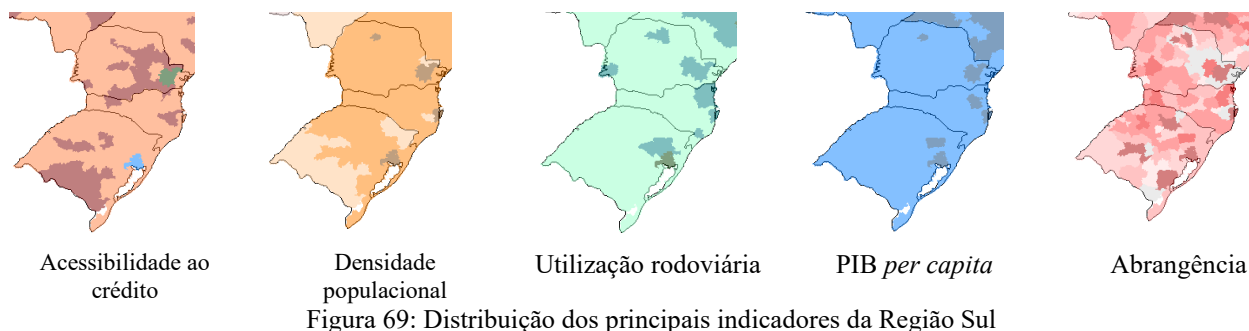 Acessibilidade ao
crédito
Densidade
populacional
Utilização rodoviária
PIB per capita
Abrangência
Figura 69: Distribuição dos principais indicadores da Região Sul